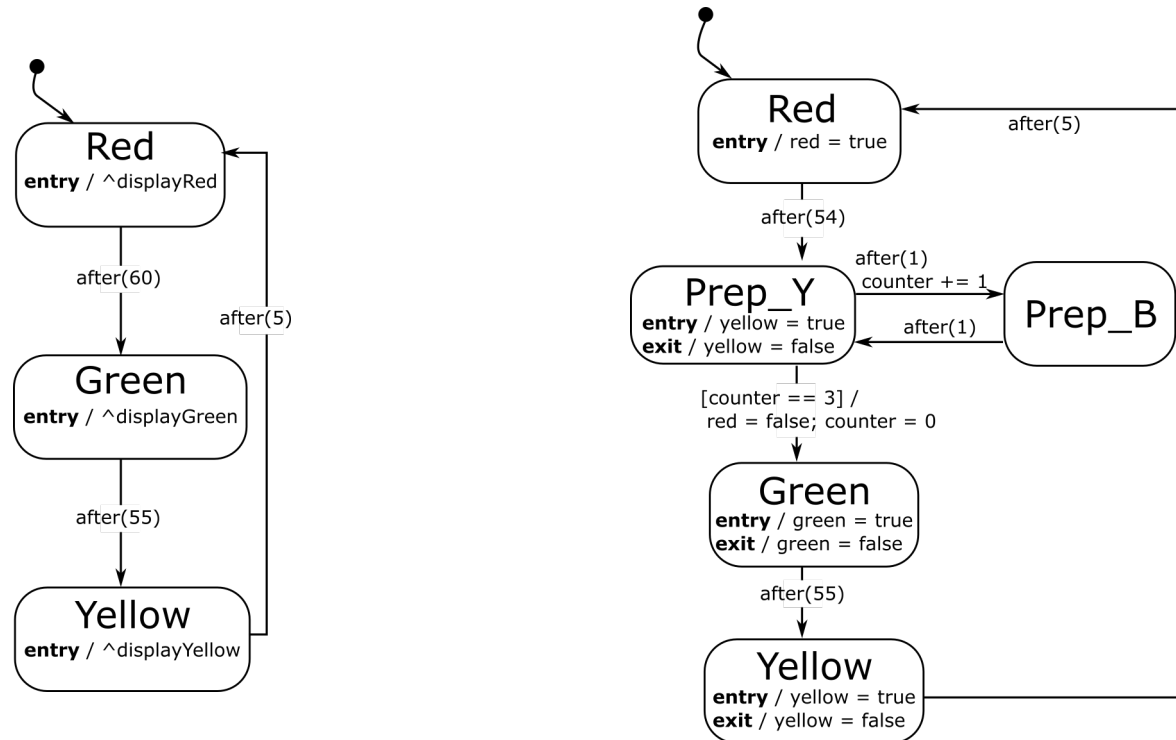 Red
entry / ^displayRed
after(60)
after(5)
Green
entry / ^displayGreen
after(55)
Yellow
entry / ^displayYellow
Red
entry / red = true
after(5)
after(54)
Prep_Y
entry / yellow = true
exit / yellow = false
after(1)
counter += 1
after(1)
Prep_B
[counter == 3] /
red = false; counter = 0
Green
entry / green = true
exit / green = false
after(55)
Yellow
entry / yellow = true
exit / yellow = false